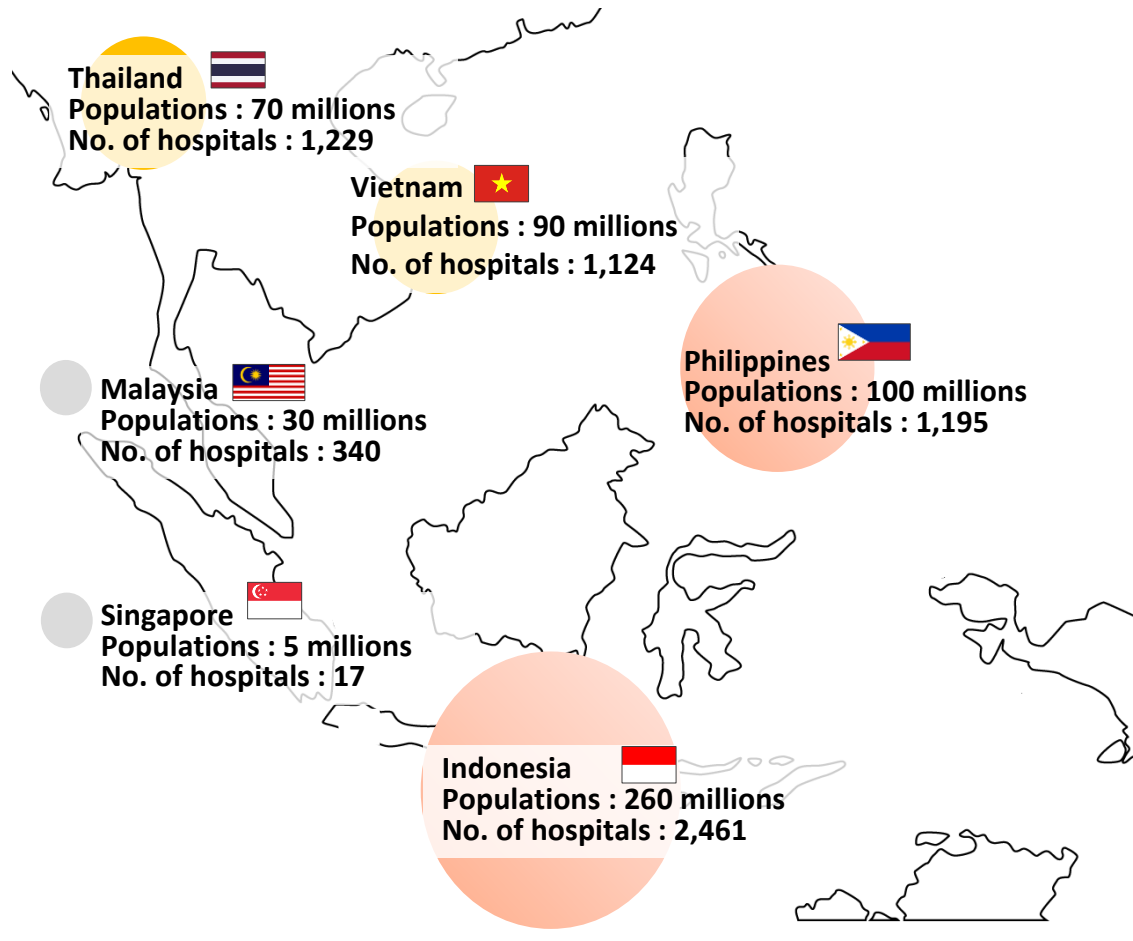 Thailand
Populations : 70 millions
No. of hospitals : 1,229
Vietnam
Populations : 90 millions
No. of hospitals : 1,124
Philippines
Populations : 100 millions
No. of hospitals : 1,195
Malaysia
Populations : 30 millions
No. of hospitals : 340
Singapore
Populations : 5 millions
No. of hospitals : 17
Indonesia
Populations : 260 millions
No. of hospitals : 2,461